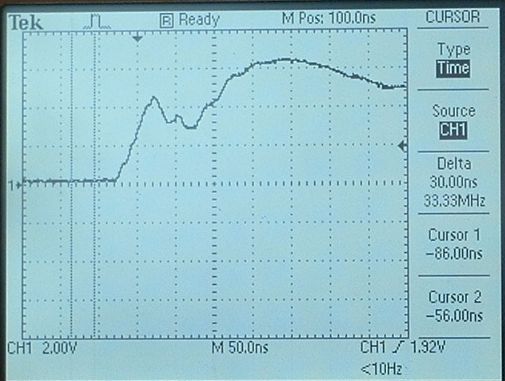 Tek R Ready M Pos: 100.0ns CURSOR
Type
Time
Source
CH1
Delta
30.00ns
33.33MHz
Cursor 1
-86.00ns
Cursor 2
-56.00ns
1
CH1 2.00V M 50.0ns CH1 1.92V
<10Hz